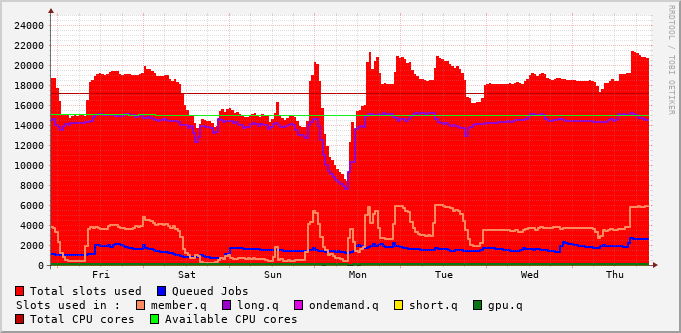 24000
22000
20000
18000
16000
14000
12000
10000
8000
6000
4000
2000
0
Fri Sat Sun Mon Tue Wed Thu
Total slots used Queued Jobs
Slots used in : member.q long.q ondemand.q short.q gpu.q
Total CPU cores Available CPU cores
RRDTOOL / TOBI OETIKER